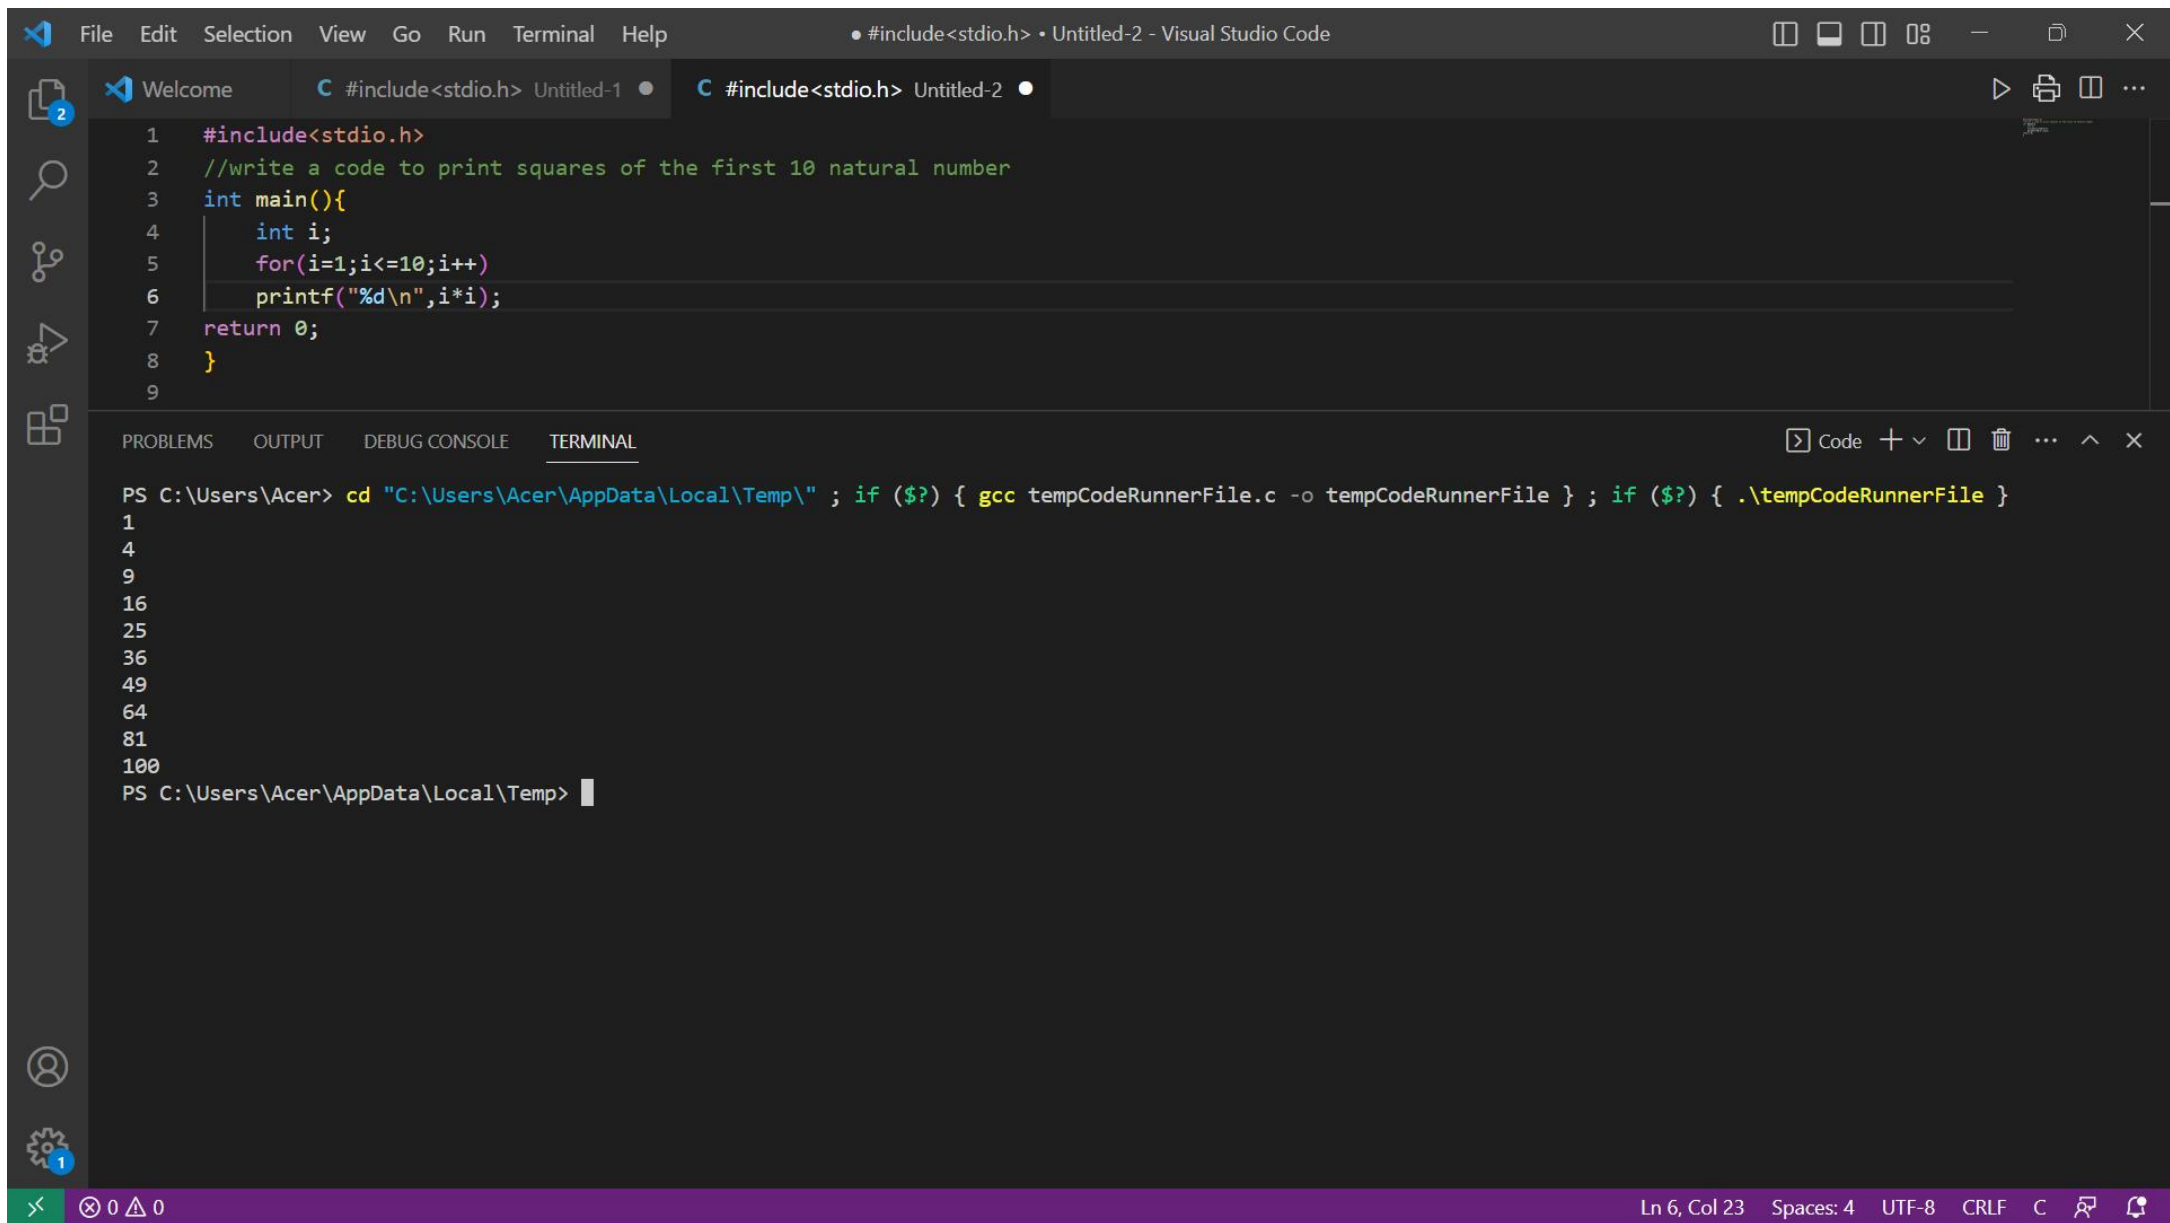 File Edit Selection View Go Run Terminal Help ● #include<stdio.h> • Untitled-2 - Visual Studio Code
Welcome C #include<stdio.h> Untitled-1 ● C #include<stdio.h> Untitled-2 ●
2
1 #include<stdio.h>
2 //write a code to print squares of the first 10 natural number
3 int main(){
4 int i;
5 for(i=1;i<=10;i++)
6 printf("%d\n",i*i);
7 return 0;
8 }
9
PROBLEMS OUTPUT DEBUG CONSOLE TERMINAL Code
PS C:\Users\Acer> cd "C:\Users\Acer\AppData\Local\Temp\" ; if ($?) { gcc tempCodeRunnerFile.c -o tempCodeRunnerFile } ; if ($?) { .\tempCodeRunnerFile }
1
4
9
16
25
36
49
64
81
100
PS C:\Users\Acer\AppData\Local\Temp>
1
0 0 Ln 6, Col 23 Spaces: 4 UTF-8 CRLF C